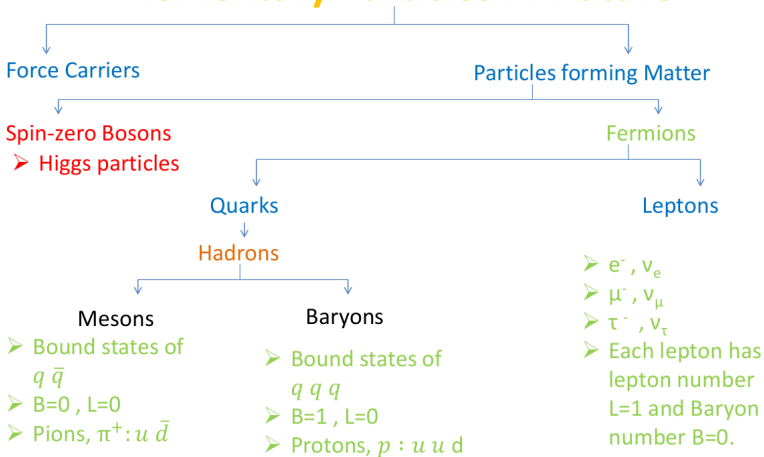 Force Carriers
Particles forming Matter
Spin-zero Bosons
➢ Higgs particles
Fermions
Quarks
Leptons
Hadrons
Mesons
➢ Bound states of
q q̄
➢ B=0 , L=0
➢ Pions, π⁺: u d̄
Baryons
➢ Bound states of
q q q
➢ B=1 , L=0
➢ Protons, p : u u d
➢ e⁻ , νₑ
➢ μ⁻ , ν_μ
➢ τ ⁻ , ν_τ
➢ Each lepton has
lepton number
L=1 and Baryon
number B=0.